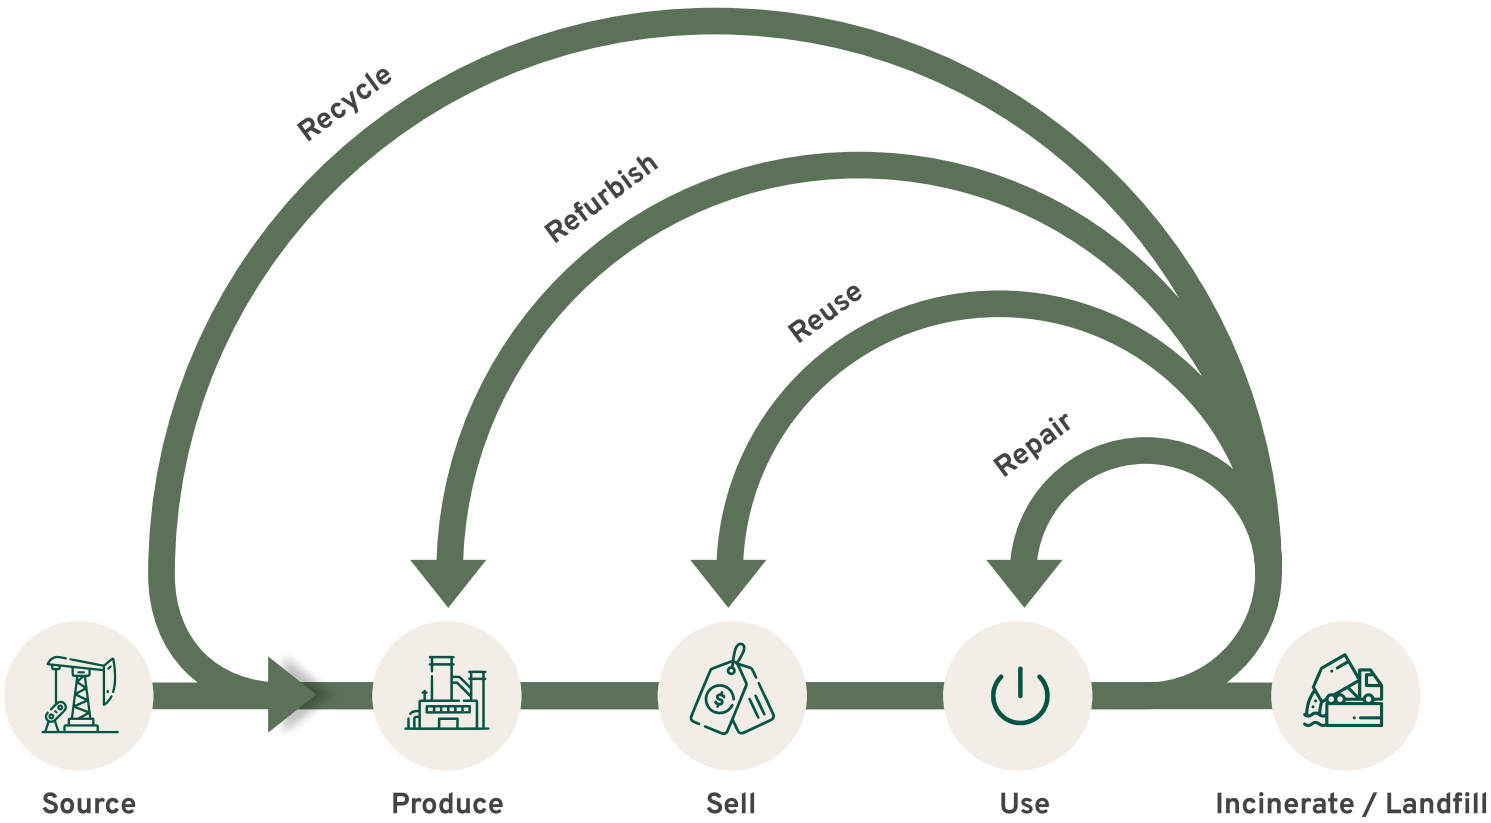 Recycle
Refurbish
Reuse
Repair
$
Source
Produce
Sell
Use
Incinerate / Landfill